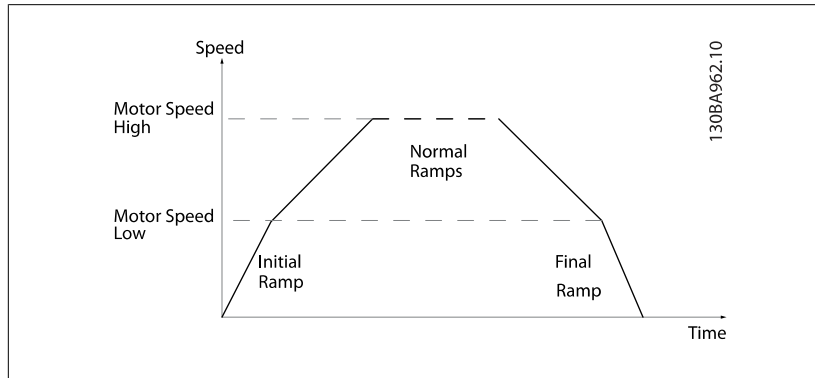 Speed
130BA962.10
Motor Speed
High
Normal
Ramps
Motor Speed
Low
Initial
Ramp
Final
Ramp
Time